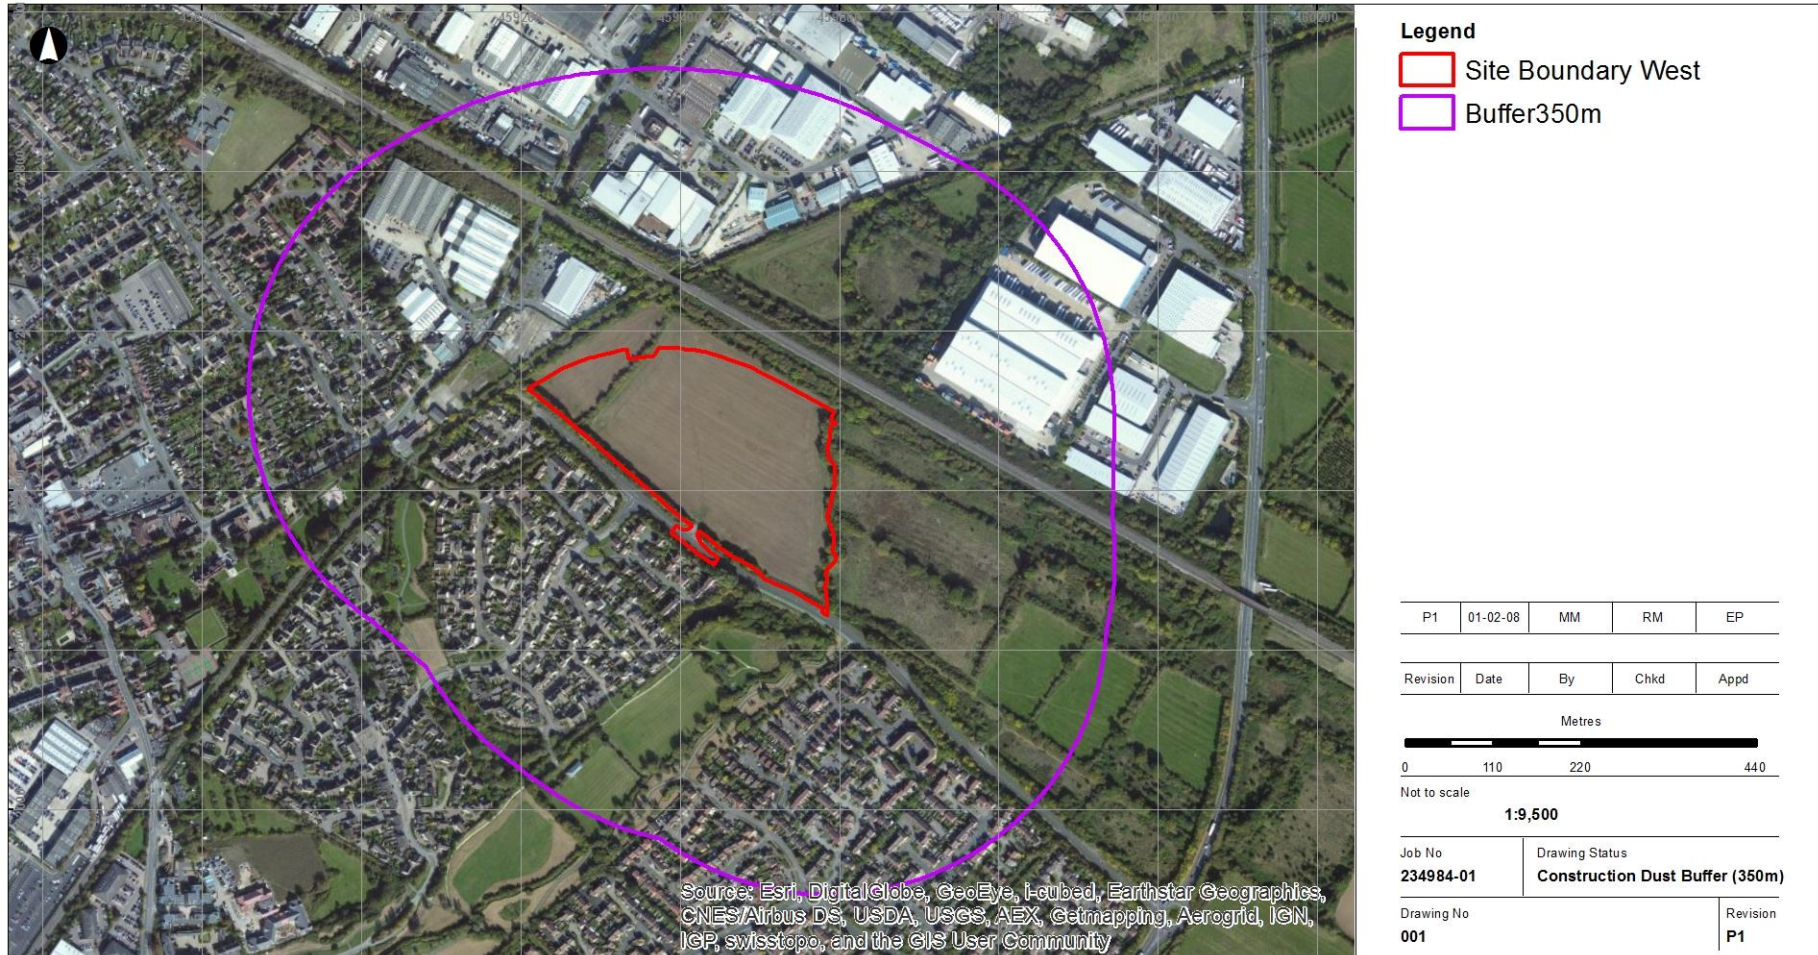 459200
Legend
Site Boundary West
Buffer350m
P1 01-02-08 MM RM EP
Revision Date By Chkd Appd
Metres
0 110 220 440
Not to scale
1:9,500
Job No Drawing Status
234984-01 Construction Dust Buffer (350m)
Drawing No Revision
001 P1
Source: Esri, DigitalGlobe, GeoEye, i-cubed, Earthstar Geographics,
CNES/Airbus DS, USDA, USGS, AEX, Getmapping, Aerogrid, IGN,
IGP, swisstopo, and the GIS User Community